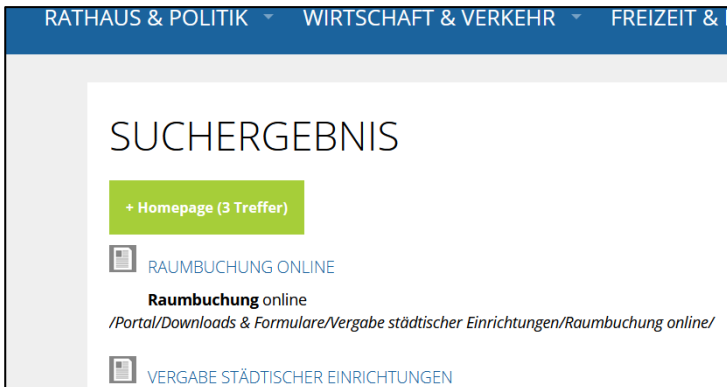 RATHAUS & POLITIK WIRTSCHAFT & VERKEHR FREIZEIT &
SUCHERGEBNIS
+ Homepage (3 Treffer)
RAUMBUCHUNG ONLINE
Raumbuchung online
/Portal/Downloads & Formulare/Vergabe städtischer Einrichtungen/Raumbuchung online/
VERGABE STÄDTISCHER EINRICHTUNGEN